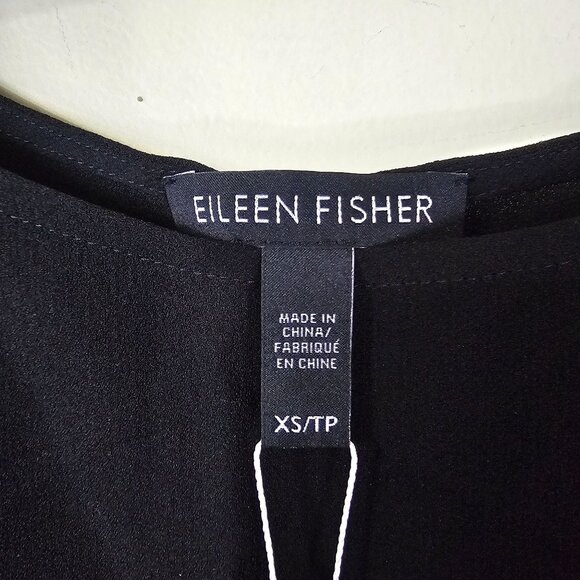 EILEEN FISHER
MADE IN
CHINA/
FABRIQUÉ
EN CHINE
XS/TP